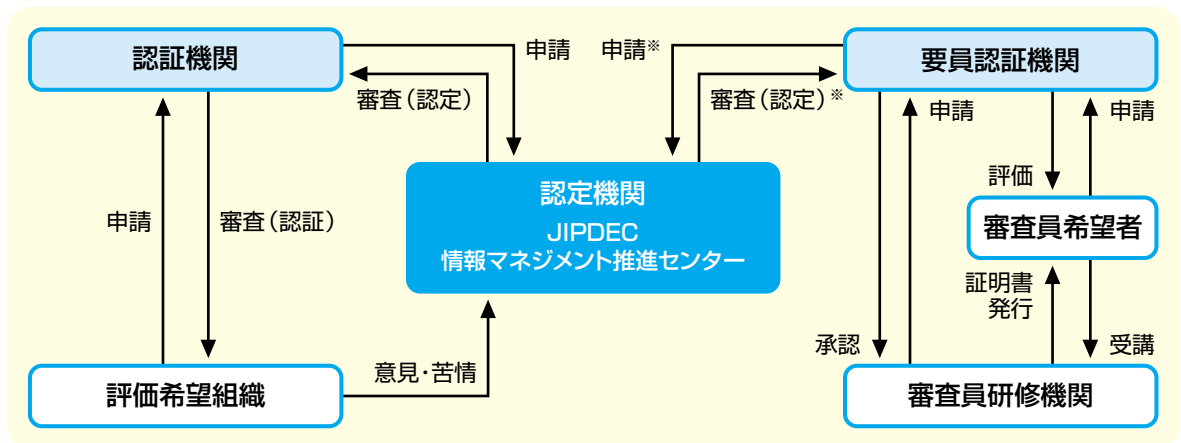 認証機関
申請
申請※
要員認証機関
審査（認定）
審査（認定）※
申請
申請
認定機関
JIPDEC
情報マネジメント推進センター
評価
申請
審査（認証）
審査員希望者
証明書
発行
承認
受講
意見・苦情
評価希望組織
審査員研修機関